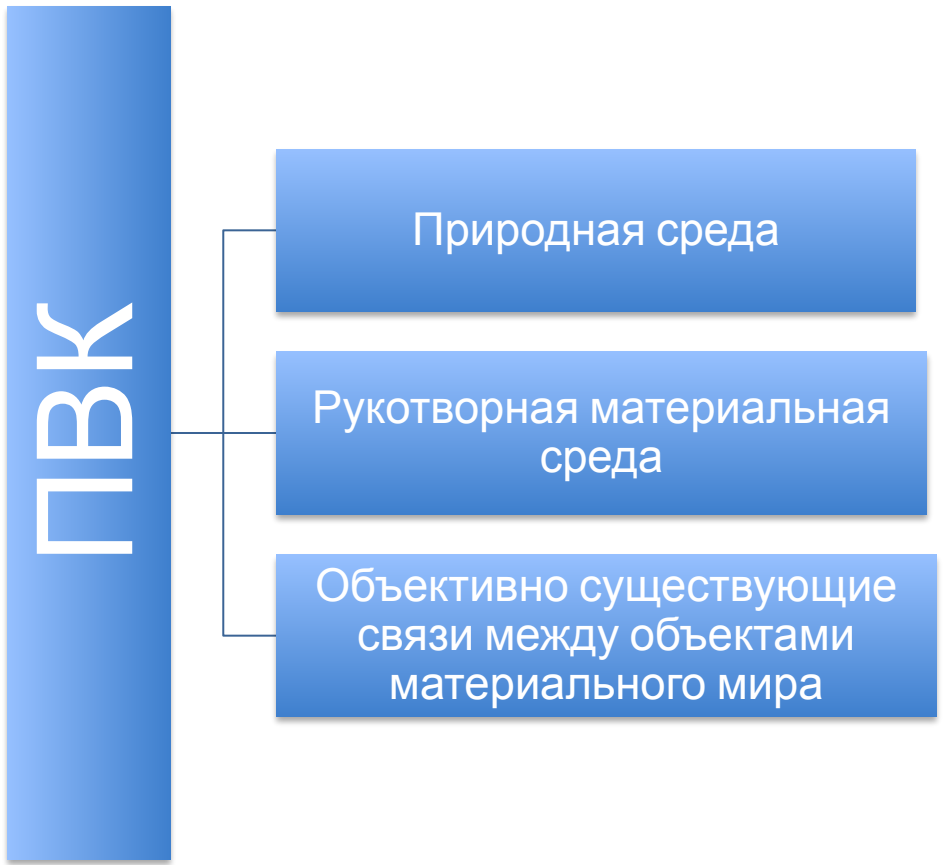 ПВК
Природная среда
Рукотворная материальная
среда
Объективно существующие
связи между объектами
материального мира